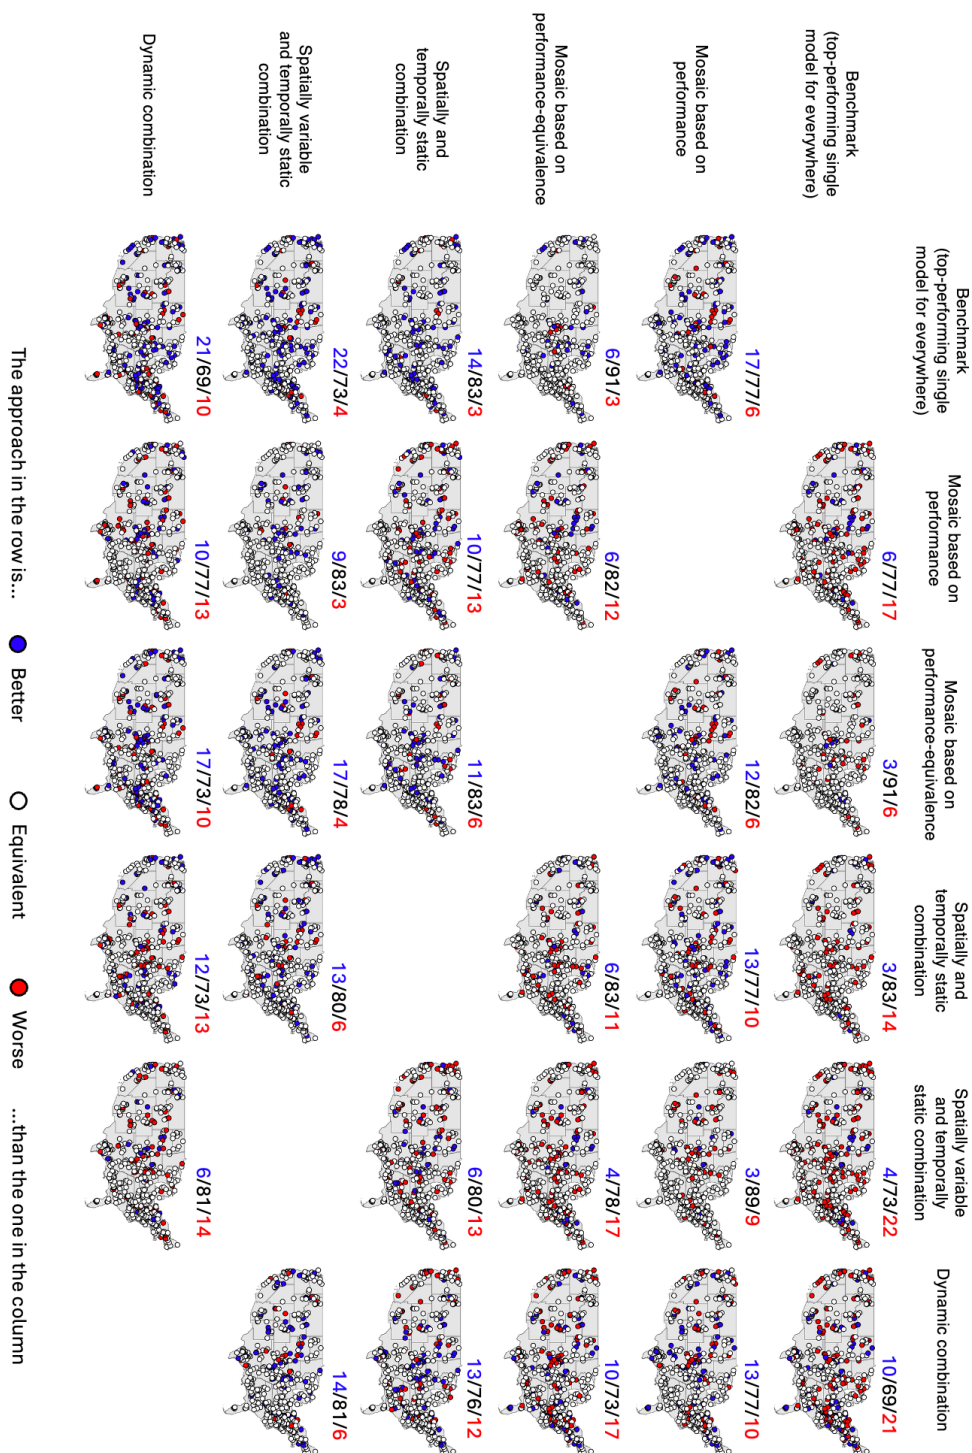 Benchmark
(top-performing single
model for everywhere)
Mosaic based on
performance
Mosaic based on
performance-equivalence
Spatially and
temporally static
combination
Spatially variable
and temporally
static combination
Dynamic combination
Benchmark
(top-performing single
model for everywhere)
6/77/17
3/91/6
3/83/14
4/73/22
10/69/21
Mosaic based on
performance
17/77/6
12/82/6
13/77/10
3/89/9
13/77/10
Mosaic based on
performance-equivalence
6/91/3
6/82/12
6/83/11
4/78/17
10/73/17
Spatially and
temporally static
combination
14/83/3
10/77/13
11/83/6
6/80/13
13/76/12
Spatially variable
and temporally static
combination
22/73/4
9/83/3
17/78/4
13/80/6
14/81/6
Dynamic combination
21/69/10
10/77/13
17/73/10
12/73/13
6/81/14
The approach in the row is... Better Equivalent Worse ...than the one in the column